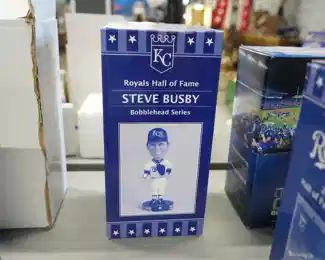 KC
Royals Hall of Fame
STEVE BUSBY
Bobblehead Series